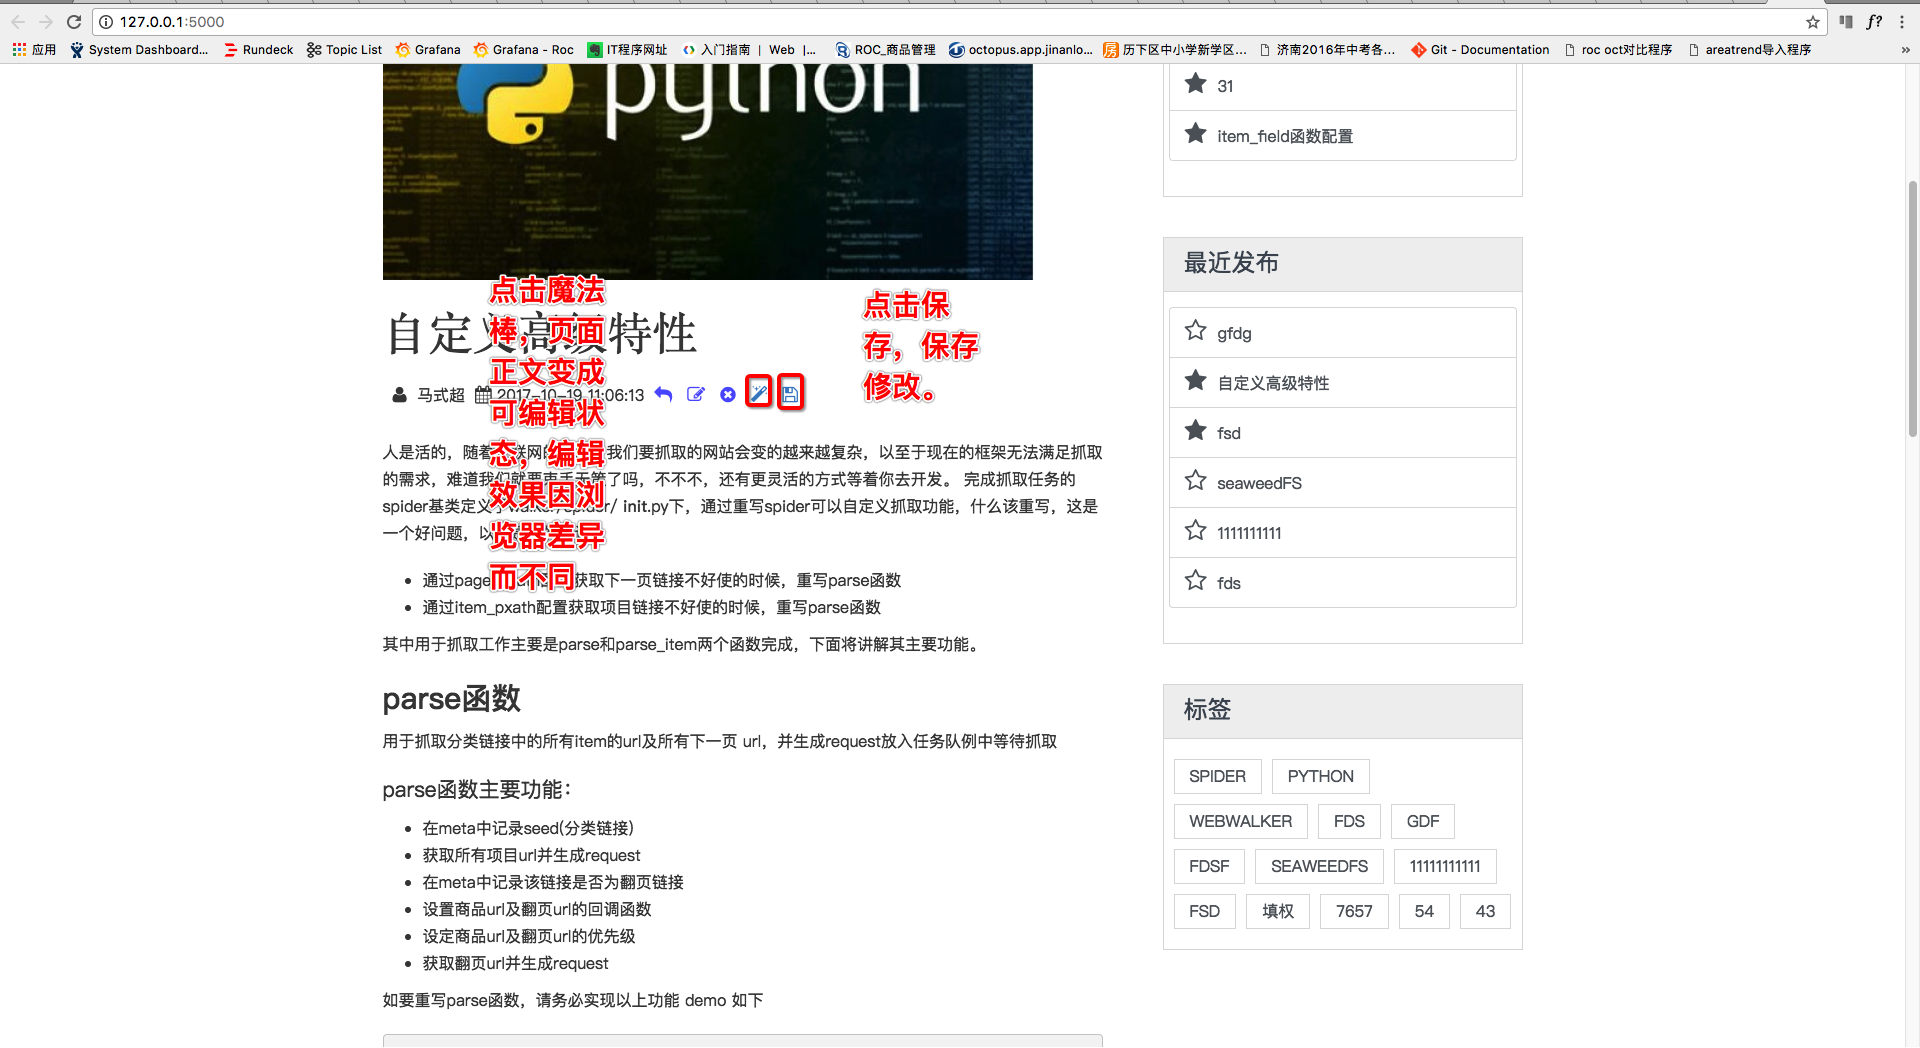 127.0.0.1:5000
应用 System Dashboard... Rundeck Topic List Grafana Grafana - Roc IT程序网址 入门指南 | Web |... ROC_商品管理 octopus.app.jinanlo... 历下区中小学新学区... 济南2016年中考各... Git - Documentation roc oct对比程序 areatrend导入程序 »
python
点击魔法
棒，页面
正文变成
可编辑状
态，编辑
效果因浏
览器差异
而不同
点击保
存，保存
修改。
自定义高级特性
马式超 2017-10-19 11:06:13
人是活的，随着 联网的 我们要抓取的网站会变的越来越复杂，以至于现在的框架无法满足抓取
的需求，难道我们就要束手无策了吗，不不不，还有更灵活的方式等着你去开发。 完成抓取任务的
spider基类定义于walker/spider/ init.py下，通过重写spider可以自定义抓取功能，什么该重写，这是
一个好问题，以
通过page 获取下一页链接不好使的时候，重写parse函数
通过item_pxath配置获取项目链接不好使的时候，重写parse函数
其中用于抓取工作主要是parse和parse_item两个函数完成，下面将讲解其主要功能。
parse函数
用于抓取分类链接中的所有item的url及所有下一页 url，并生成request放入任务队例中等待抓取
parse函数主要功能：
在meta中记录seed(分类链接)
获取所有项目url并生成request
在meta中记录该链接是否为翻页链接
设置商品url及翻页url的回调函数
设定商品url及翻页url的优先级
获取翻页url并生成request
如要重写parse函数，请务必实现以上功能 demo 如下
31
item_field函数配置
最近发布
gfdg
自定义高级特性
fsd
seaweedFS
1111111111
fds
标签
SPIDER PYTHON
WEBWALKER FDS GDF
FDSF SEAWEEDFS 11111111111
FSD 填权 7657 54 43